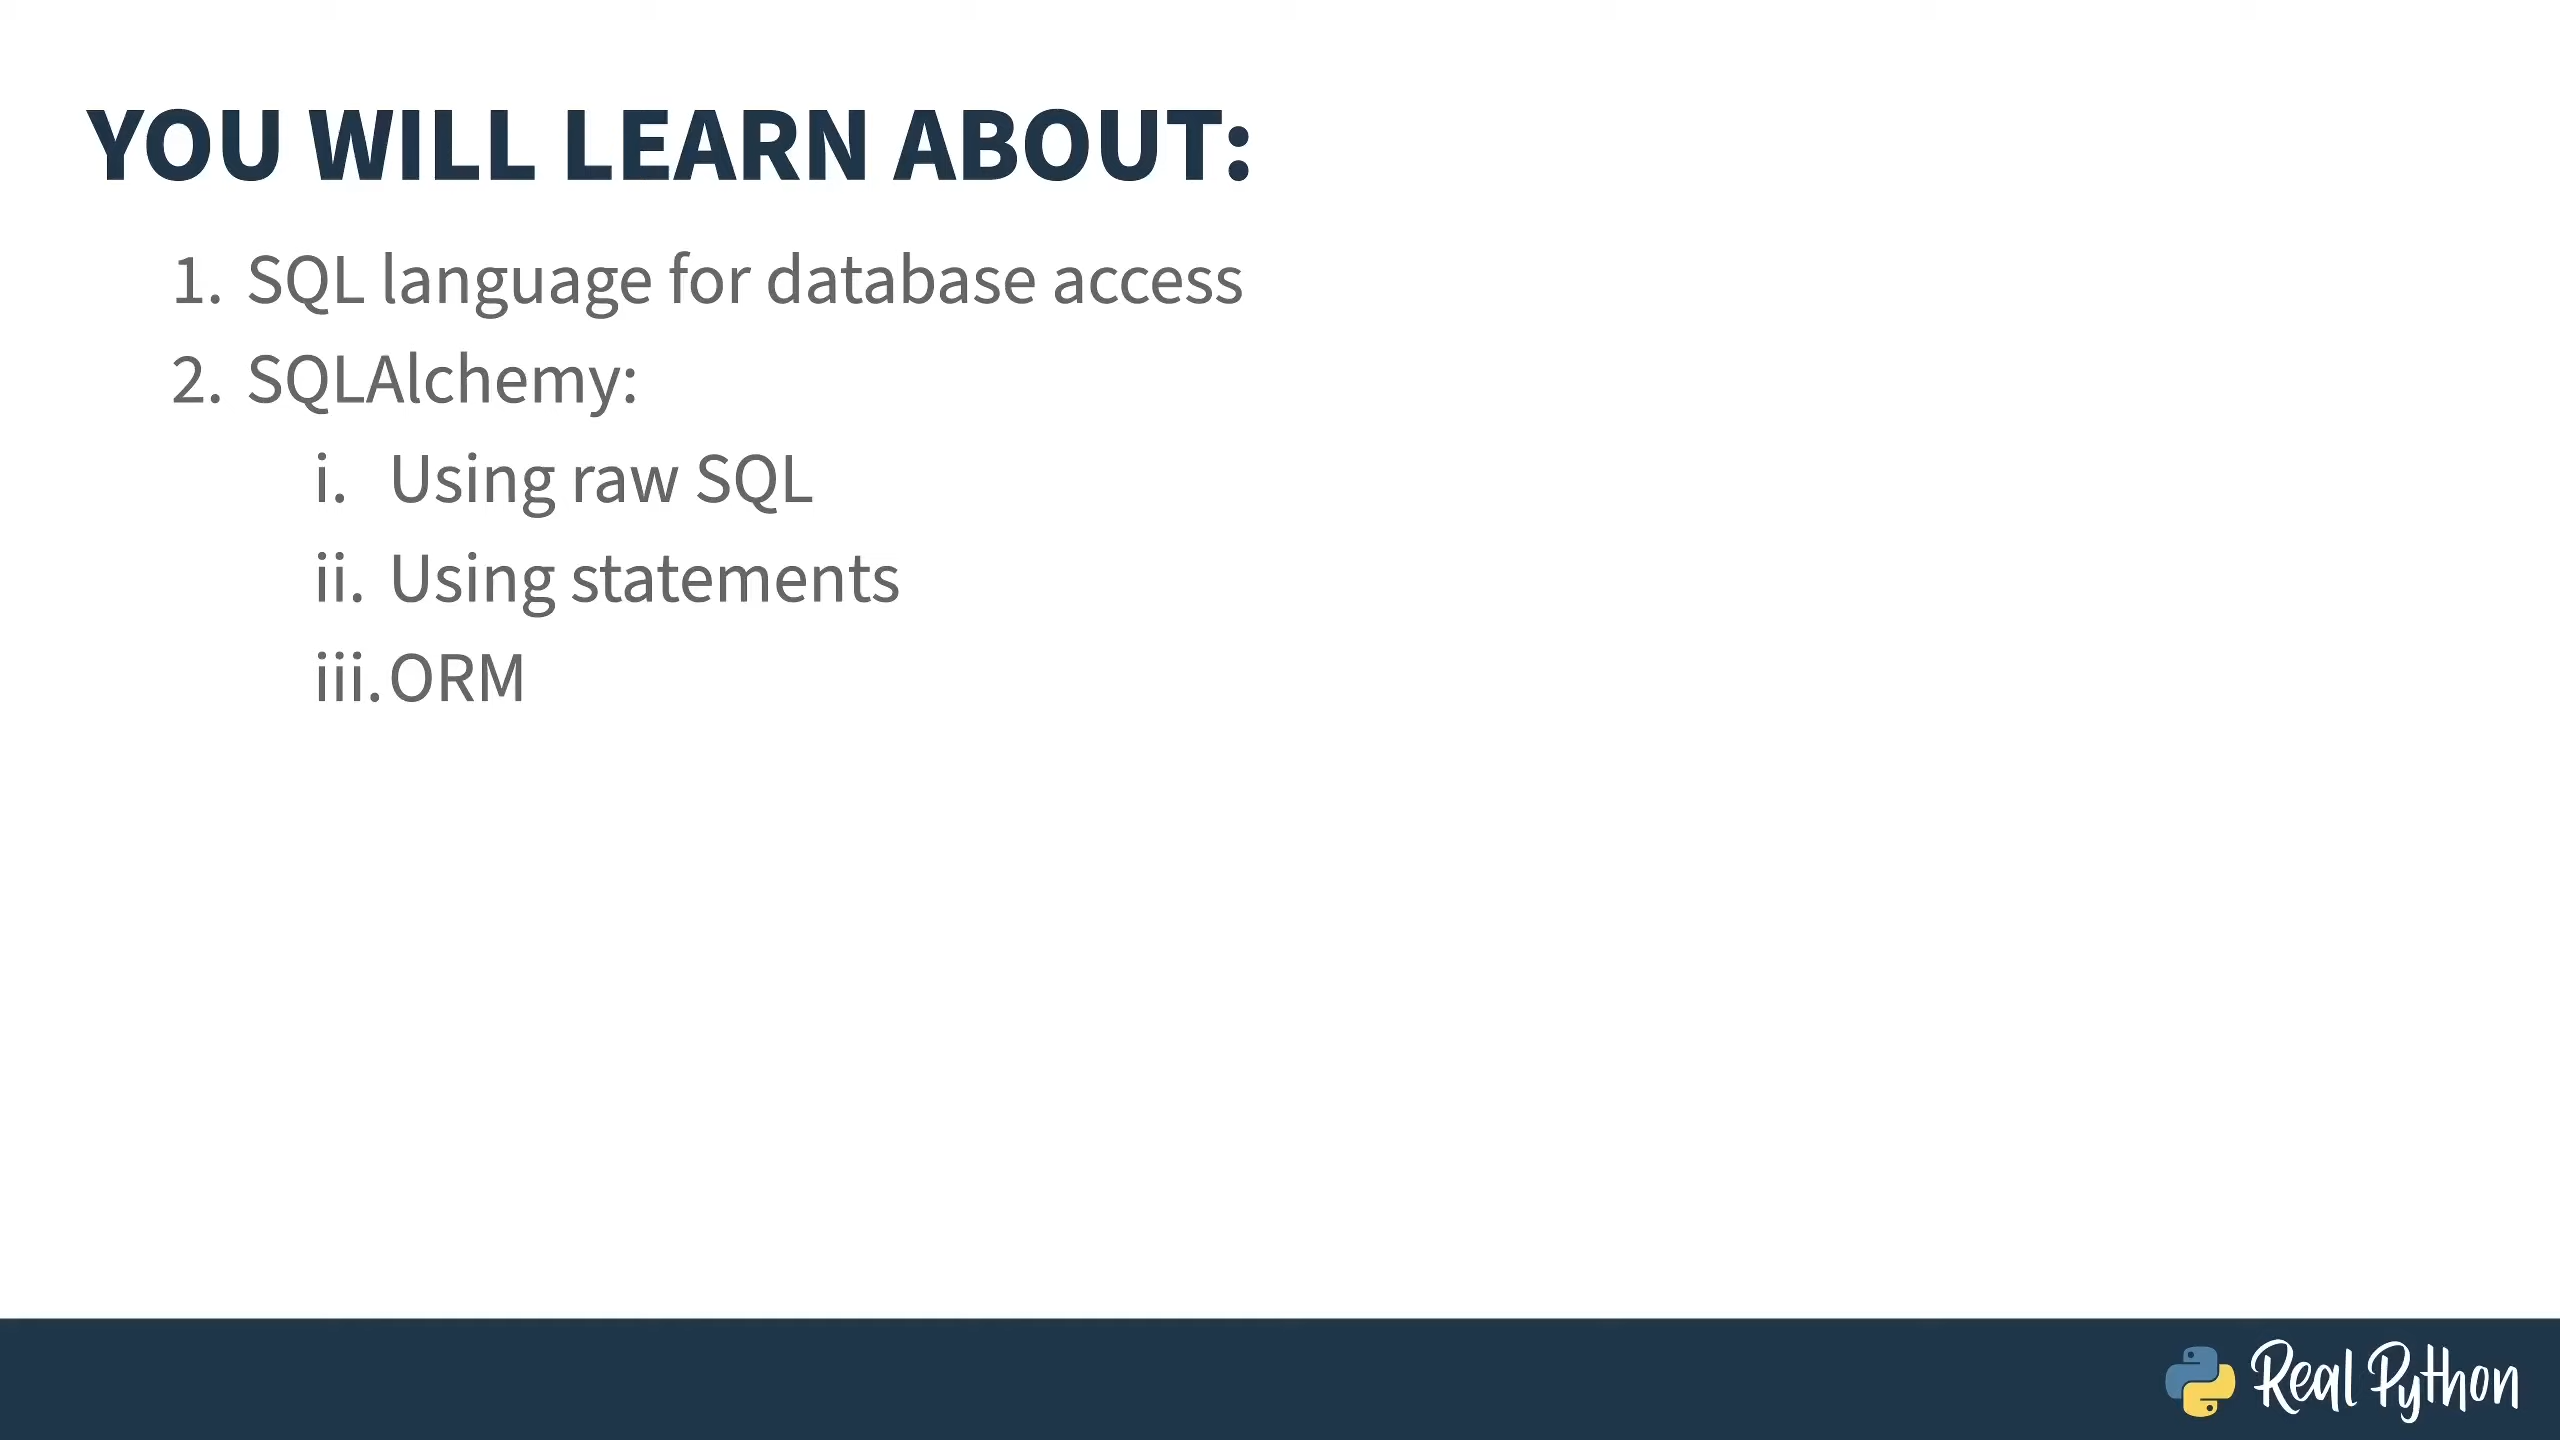 YOU WILL LEARN ABOUT:
1. SQL language for database access
2. SQLAlchemy:
i. Using raw SQL
ii. Using statements
iii. ORM
Real Python